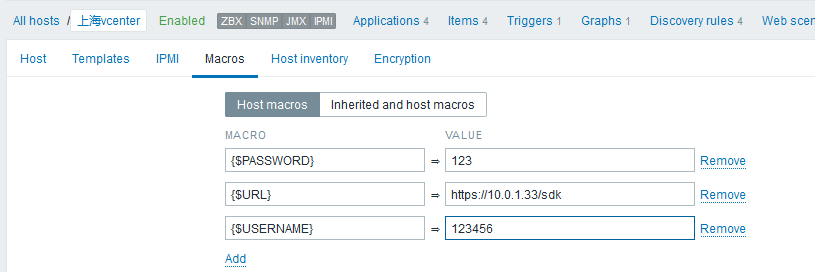 All hosts / 上海vcenter Enabled ZBX SNMP JMX IPMI Applications 4 Items 4 Triggers 1 Graphs 1 Discovery rules 4 Web scen
Host Templates IPMI Macros Host inventory Encryption
Host macros Inherited and host macros
MACRO VALUE
{$PASSWORD} ⇒ 123 Remove
{$URL} ⇒ https://10.0.1.33/sdk Remove
{$USERNAME} ⇒ 123456 Remove
Add